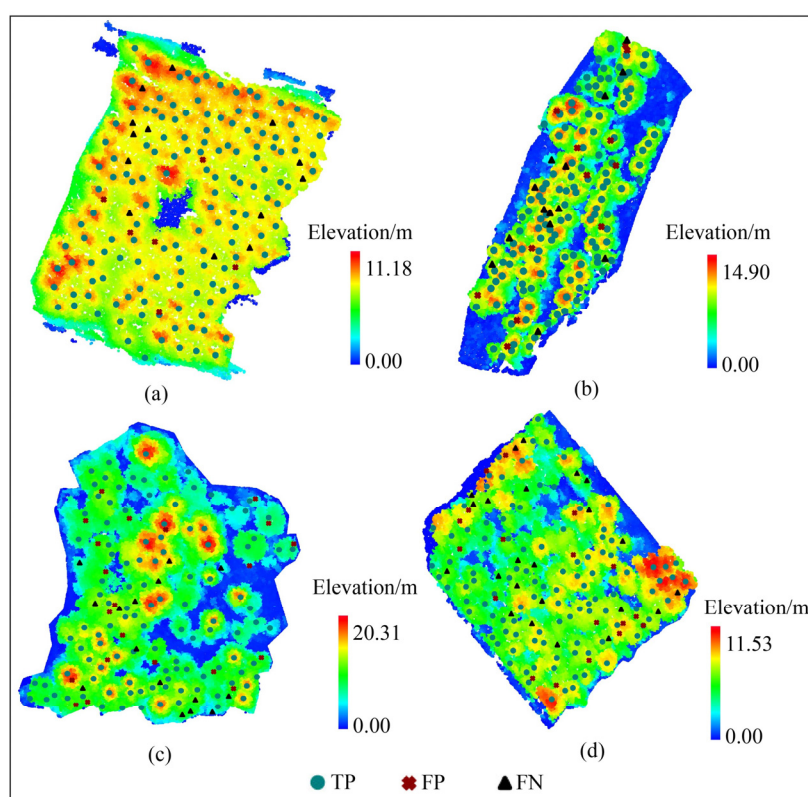 Elevation/m
11.18
0.00
(a)
Elevation/m
14.90
0.00
(b)
Elevation/m
20.31
0.00
(c)
Elevation/m
11.53
0.00
(d)
TP FP FN